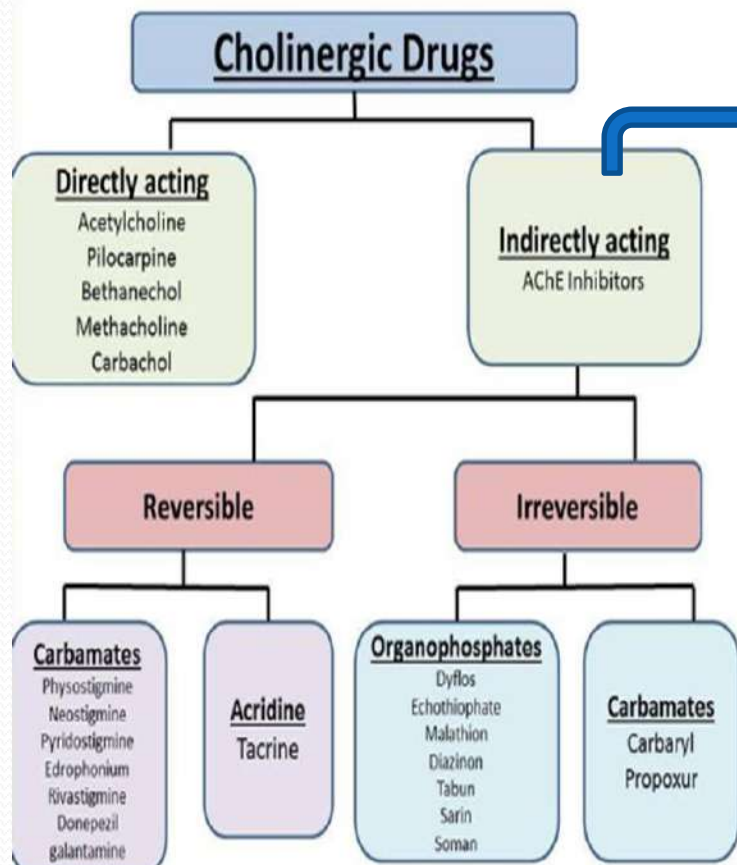 Cholinergic Drugs
Directly acting
Acetylcholine
Pilocarpine
Bethanechol
Methacholine
Carbachol
Indirectly acting
AChE Inhibitors
Reversible
Irreversible
Carbamates
Physostigmine
Neostigmine
Pyridostigmine
Edrophonium
Rivastigmine
Donepezil
galantamine
Acridine
Tacrine
Organophosphates
Dyflos
Echothiophate
Malathion
Diazinon
Tabun
Sarin
Soman
Carbamates
Carbaryl
Propoxur